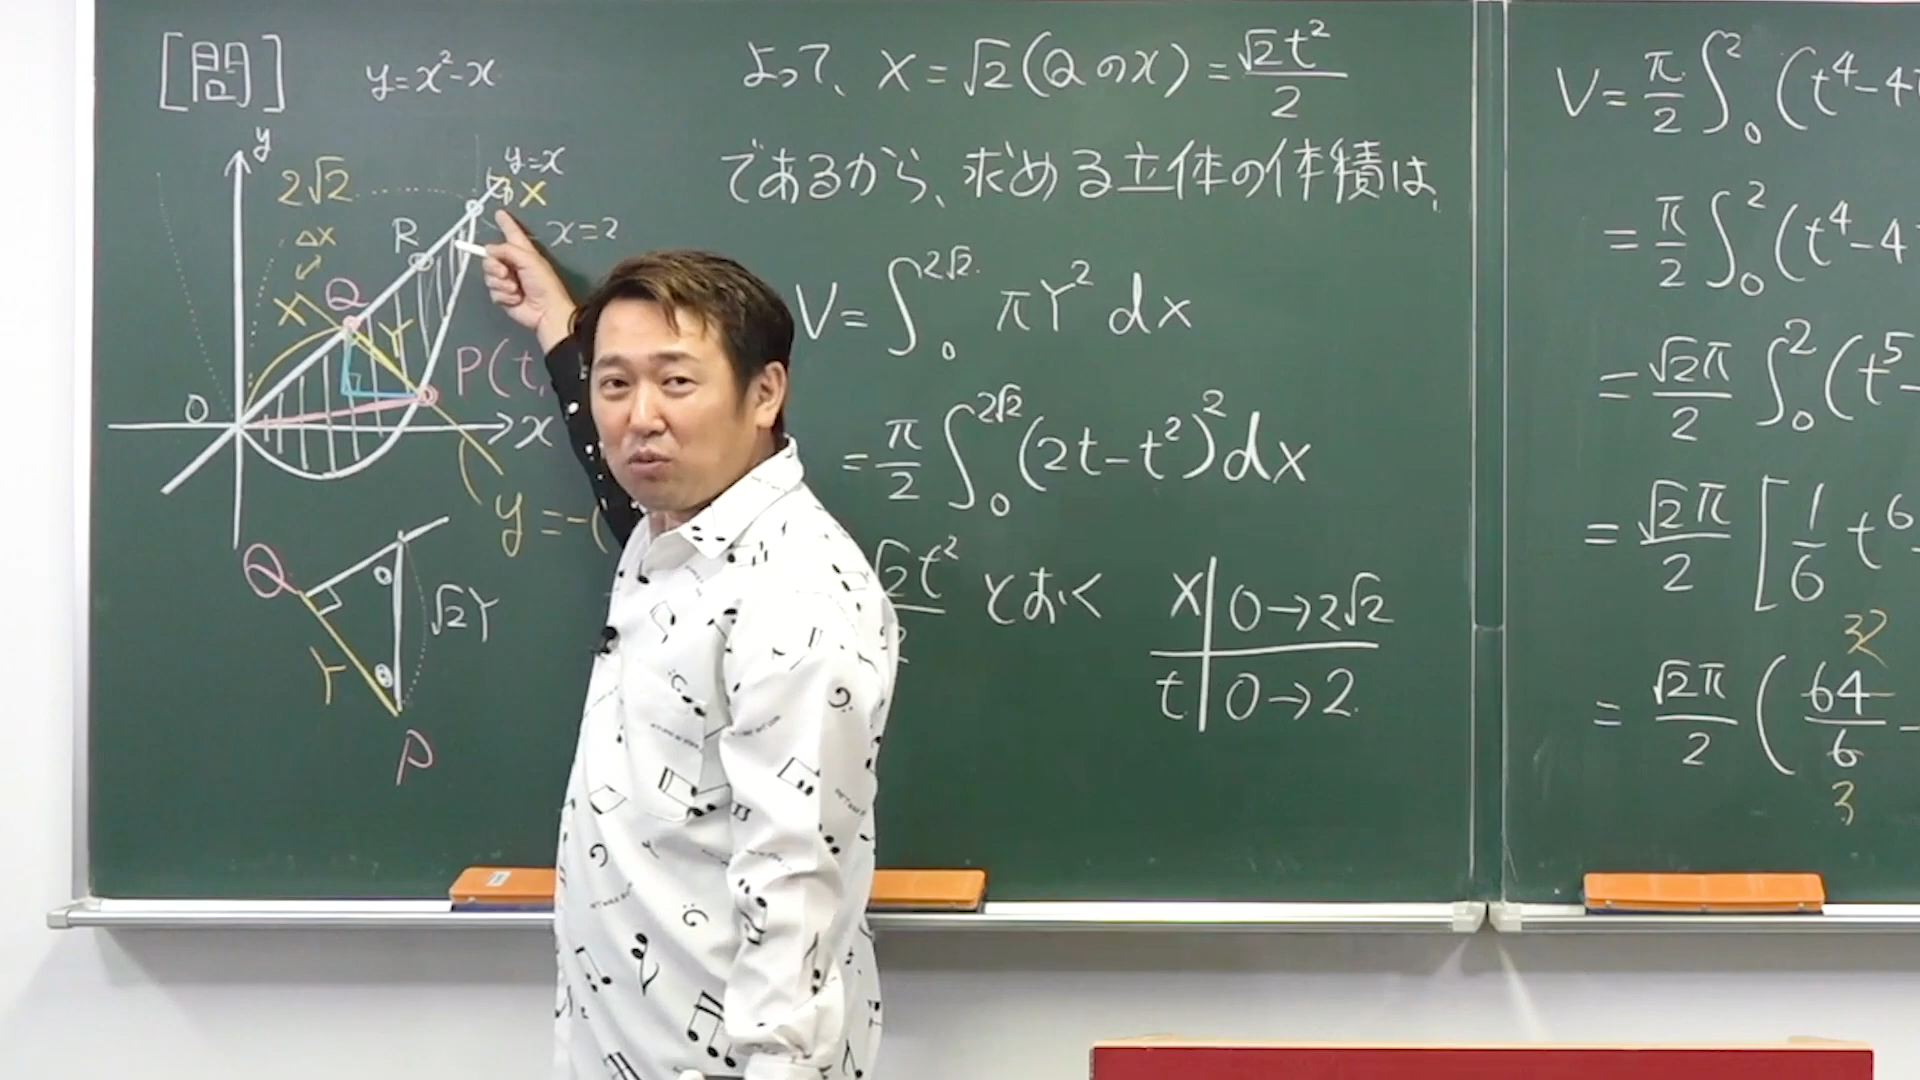 [問] y=x²-x
y
y=x
2√2
X
x=2
△X
R
Q
X
Y
P(t,
O
x
y=-(
Q
√2Y
Y
P
よって、X=√2(Qのx)=√2t²/2
であるから、求める立体の体積は、
V=∫₀^{2√2} πY² dX
=π/2 ∫₀^{2√2} (2t-t²)² dX
√2t² とおく
X | 0→2√2
t | 0→2
V=π/2 ∫₀² (t⁴-4
=π/2 ∫₀² (t⁴-4
=√2π/2 ∫₀² (t⁵-
=√2π/2 [1/6 t⁶-
32
=√2π/2 (64/6 -
3